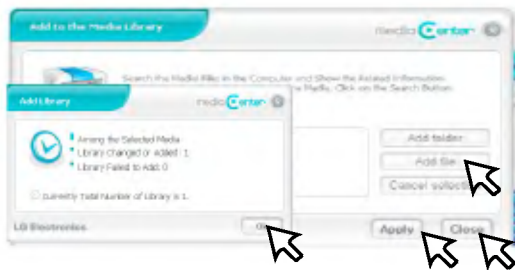 Add to the Media Library
media Center
Search the Media Files in the Computer and Show the Related Information
the Media, Click on the Search Button.
Add Library
media Center
Among the Selected Media
Library Changed or Added: 1
Library Failed to Add: 0
Currently Total Number of Library is 1.
LG Electronics
Ok
Add folder
Add file
Cancel selection
Apply
Close